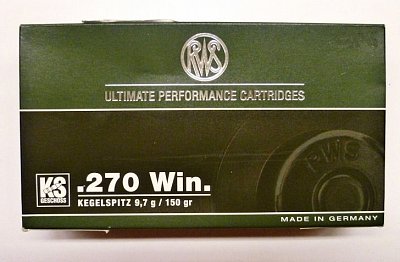 RWS
ULTIMATE PERFORMANCE CARTRIDGES
RWS
KS
GESCHOSS
.270 Win.
KEGELSPITZ 9,7 g / 150 gr
MADE IN GERMANY